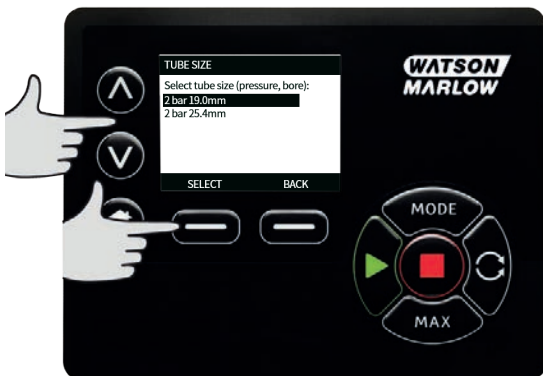 TUBE SIZE
Select tube size (pressure, bore):
2 bar 19.0mm
2 bar 25.4mm
SELECT BACK
WATSON
MARLOW
MODE
MAX